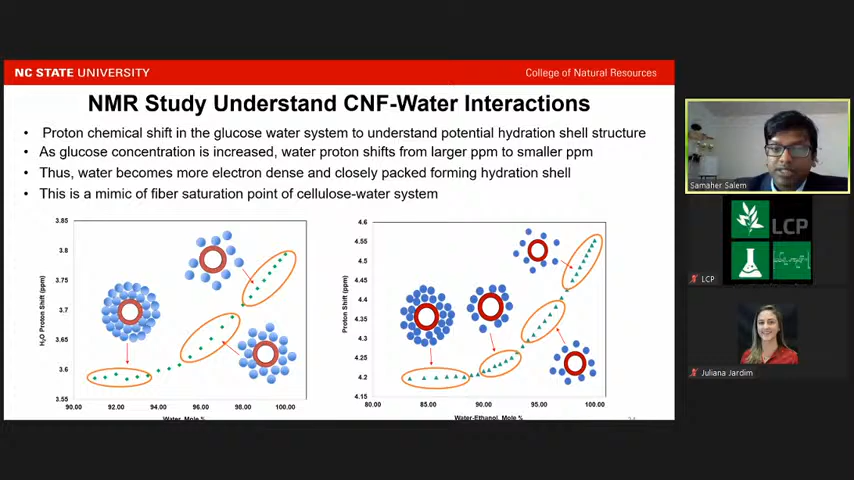 NC STATE UNIVERSITY
College of Natural Resources
NMR Study Understand CNF-Water Interactions
• Proton chemical shift in the glucose water system to understand potential hydration shell structure
• As glucose concentration is increased, water proton shifts from larger ppm to smaller ppm
• Thus, water becomes more electron dense and closely packed forming hydration shell
• This is a mimic of fiber saturation point of cellulose-water system
3.85
3.8
3.75
3.7
3.65
3.6
3.55
H₂O Proton Shift (ppm)
90.00 92.00 94.00 96.00 98.00 100.00
Water, Mole %
4.6
4.55
4.5
4.45
4.4
4.35
4.3
4.25
4.2
4.15
Proton Shift (ppm)
80.00 85.00 90.00 95.00 100.00
Water-Ethanol, Mole %
Samaher Salem
LCP
LCP
Juliana Jardim